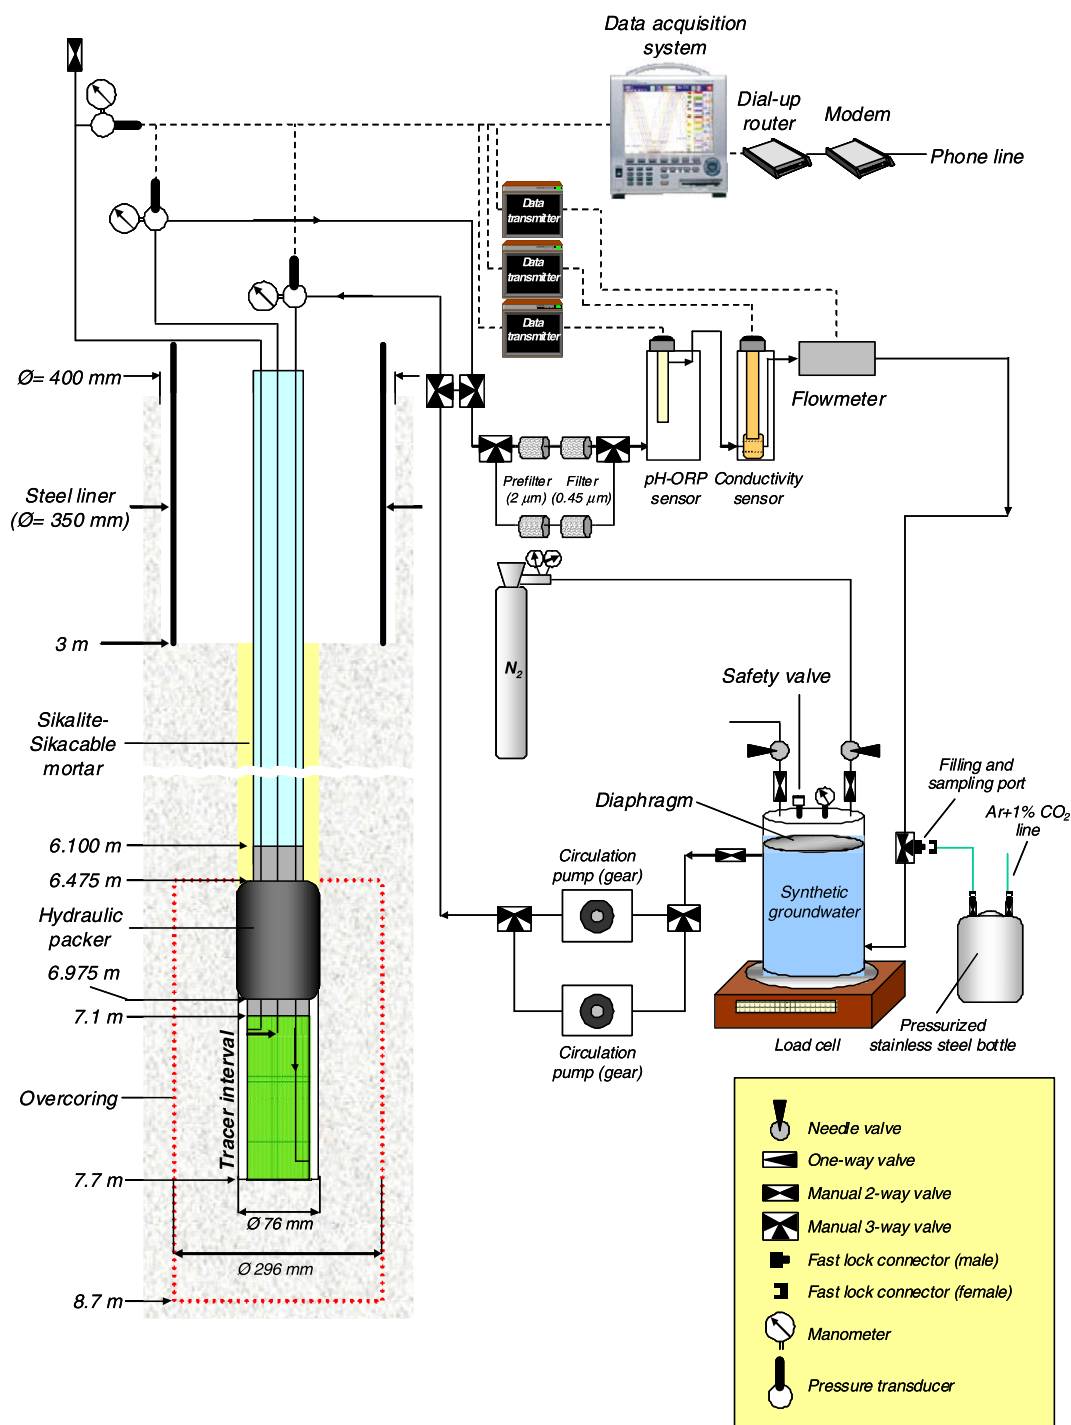 Data acquisition
system
Dial-up
router
Modem
Phone line
Data
transmitter
Data
transmitter
Data
transmitter
Ø= 400 mm
Flowmeter
Steel liner
(Ø= 350 mm)
Prefilter
(2 µm)
Filter
(0.45 µm)
pH-ORP
sensor
Conductivity
sensor
3 m
N2
Safety valve
Sikalite-
Sikacable
mortar
Diaphragm
Filling and
sampling port
Ar+1% CO2
line
6.100 m
6.475 m
Circulation
pump (gear)
Synthetic
groundwater
Hydraulic
packer
6.975 m
7.1 m
Pressurized
stainless steel bottle
Load cell
Circulation
pump (gear)
Overcoring
Tracer interval
7.7 m
Ø 76 mm
Ø 296 mm
8.7 m
Needle valve
One-way valve
Manual 2-way valve
Manual 3-way valve
Fast lock connector (male)
Fast lock connector (female)
Manometer
Pressure transducer